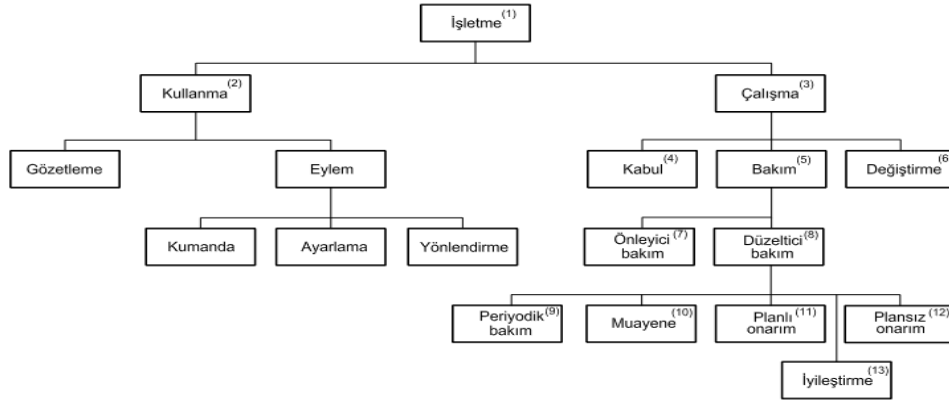 İşletme(1)
Kullanma(2)
Çalışma(3)
Gözetleme
Eylem
Kabul(4)
Bakım(5)
Değiştirme(6)
Kumanda
Ayarlama
Yönlendirme
Önleyici(7)
bakım
Düzeltici(8)
bakım
Periyodik(9)
bakım
Muayene(10)
Planlı(11)
onarım
Plansız(12)
onarım
İyileştirme(13)